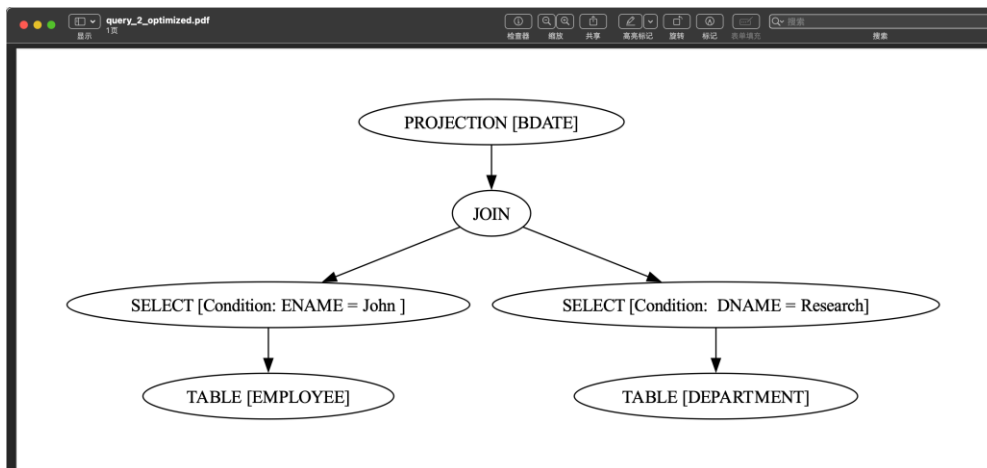 query_2_optimized.pdf
1页
显示
检查器 缩放 共享 高亮标记 旋转 标记 表单填充 搜索
搜索
PROJECTION [BDATE]
JOIN
SELECT [Condition: ENAME = John ] SELECT [Condition:  DNAME = Research]
TABLE [EMPLOYEE] TABLE [DEPARTMENT]